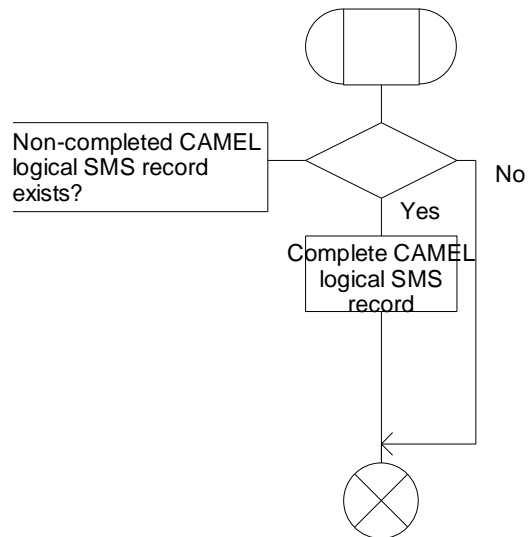 Non-completed CAMEL
logical SMS record
exists?
No
Yes
Complete CAMEL
logical SMS
record